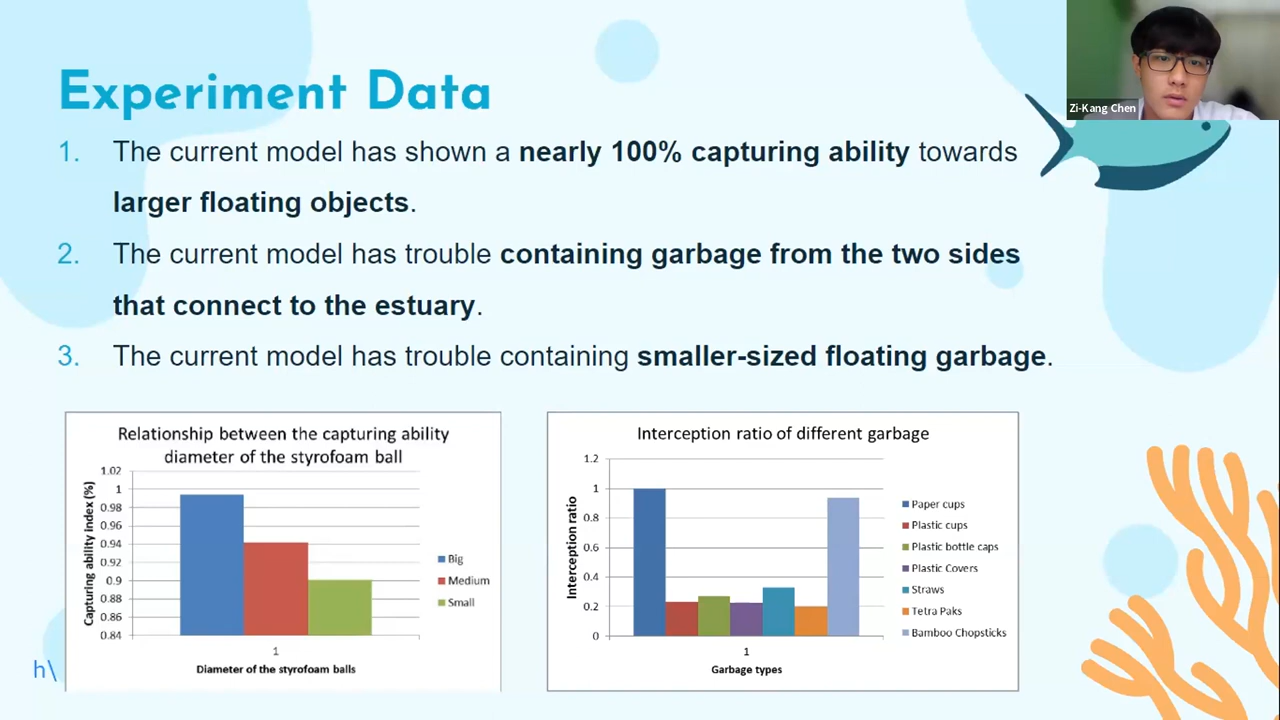 Zi-Kang Chen
Experiment Data
1. The current model has shown a nearly 100% capturing ability towards
larger floating objects.
2. The current model has trouble containing garbage from the two sides
that connect to the estuary.
3. The current model has trouble containing smaller-sized floating garbage.
Relationship between the capturing ability
diameter of the styrofoam ball
Capturing ability index (%)
1.02
1
0.98
0.96
0.94
0.92
0.9
0.88
0.86
0.84
1
Diameter of the styrofoam balls
Big
Medium
Small
Interception ratio of different garbage
Interception ratio
1.2
1
0.8
0.6
0.4
0.2
0
1
Garbage types
Paper cups
Plastic cups
Plastic bottle caps
Plastic Covers
Straws
Tetra Paks
Bamboo Chopsticks
h\